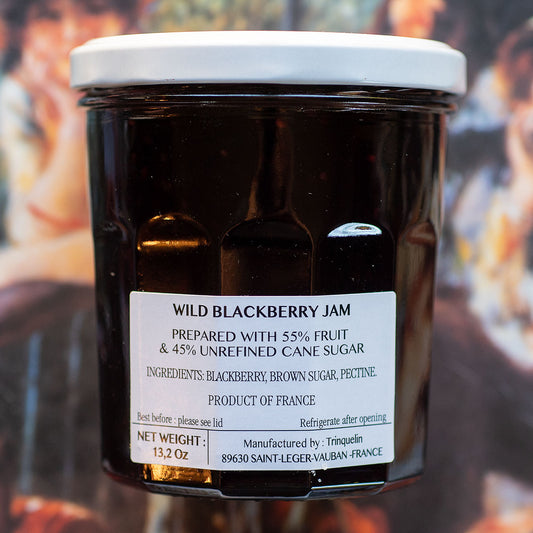 WILD BLACKBERRY JAM
PREPARED WITH 55% FRUIT
& 45% UNREFINED CANE SUGAR
INGREDIENTS: BLACKBERRY, BROWN SUGAR, PECTINE.
PRODUCT OF FRANCE
Best before : please see lid Refrigerate after opening
NET WEIGHT :
13,2 Oz
Manufactured by : Trinquelin
89630 SAINT-LEGER-VAUBAN -FRANCE